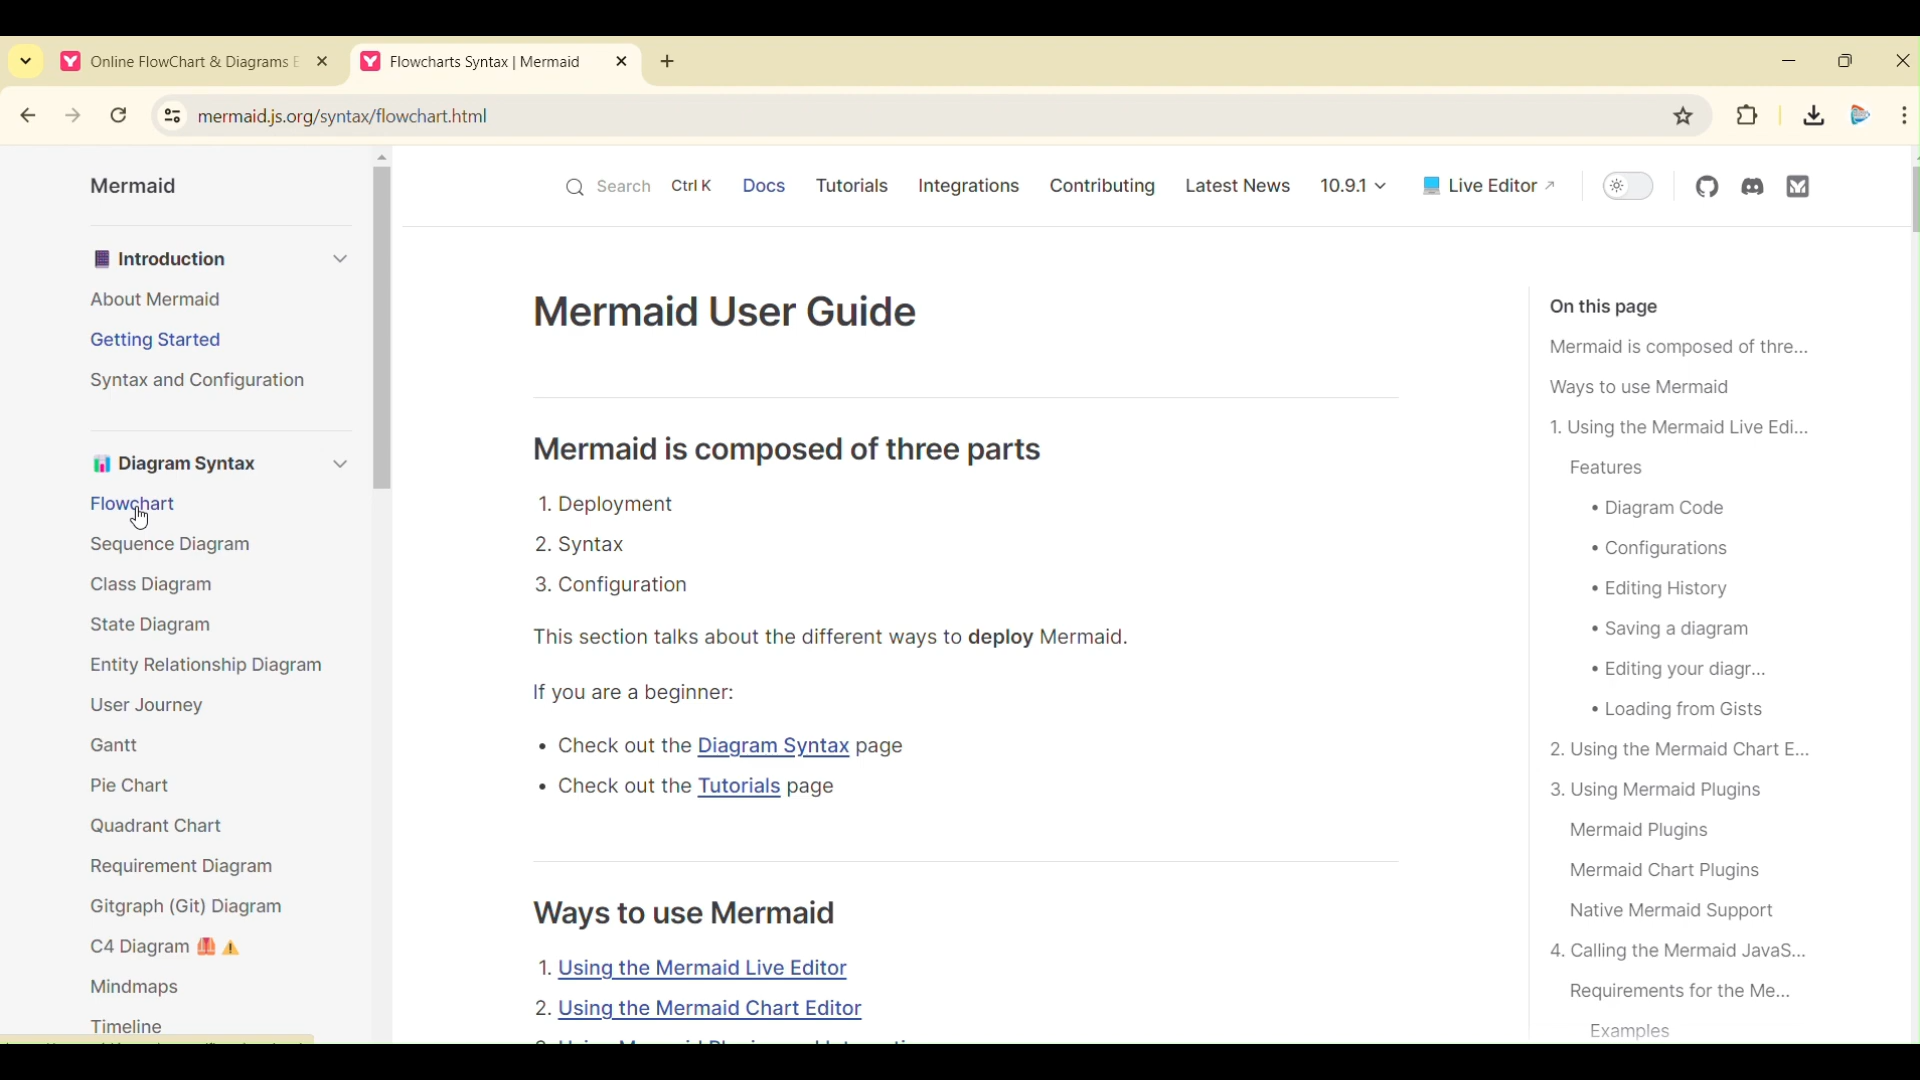 Online FlowChart & Diagrams E
Flowcharts Syntax | Mermaid
mermaid.js.org/syntax/flowchart.html
Mermaid
Search Ctrl K
Docs
Tutorials
Integrations
Contributing
Latest News
10.9.1
Live Editor
Introduction
About Mermaid
Getting Started
Syntax and Configuration
Diagram Syntax
Flowchart
Sequence Diagram
Class Diagram
State Diagram
Entity Relationship Diagram
User Journey
Gantt
Pie Chart
Quadrant Chart
Requirement Diagram
Gitgraph (Git) Diagram
C4 Diagram 🦺⚠️
Mindmaps
Timeline
Mermaid User Guide
Mermaid is composed of three parts
1. Deployment
2. Syntax
3. Configuration
This section talks about the different ways to deploy Mermaid.
If you are a beginner:
• Check out the Diagram Syntax page
• Check out the Tutorials page
Ways to use Mermaid
1. Using the Mermaid Live Editor
2. Using the Mermaid Chart Editor
On this page
Mermaid is composed of thre...
Ways to use Mermaid
1. Using the Mermaid Live Edi...
Features
• Diagram Code
• Configurations
• Editing History
• Saving a diagram
• Editing your diagr...
• Loading from Gists
2. Using the Mermaid Chart E...
3. Using Mermaid Plugins
Mermaid Plugins
Mermaid Chart Plugins
Native Mermaid Support
4. Calling the Mermaid JavaS...
Requirements for the Me...
Examples